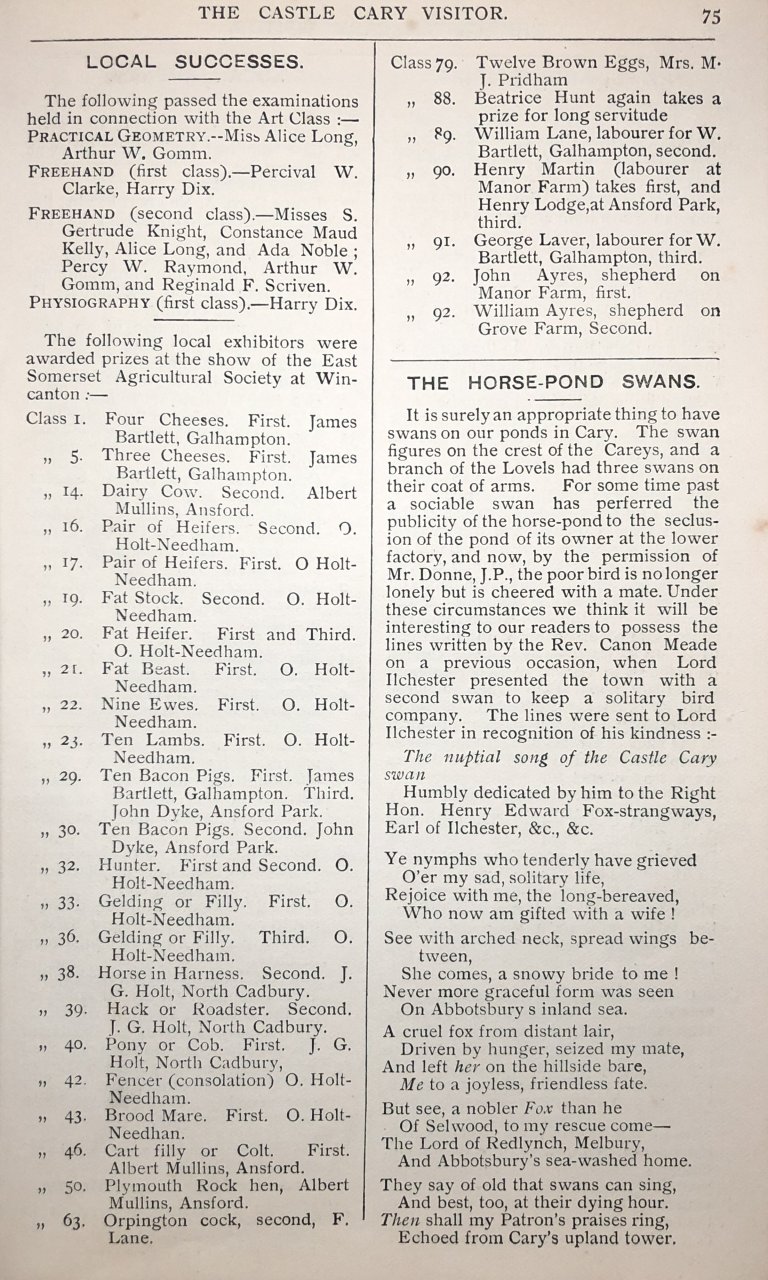 THE CASTLE CARY VISITOR. 75
LOCAL SUCCESSES.
The following passed the examinations
held in connection with the Art Class :—
PRACTICAL GEOMETRY.--Miss Alice Long,
Arthur W. Gomm.
FREEHAND (first class).—Percival W.
Clarke, Harry Dix.
FREEHAND (second class).—Misses S.
Gertrude Knight, Constance Maud
Kelly, Alice Long, and Ada Noble ;
Percy W. Raymond, Arthur W.
Gomm, and Reginald F. Scriven.
PHYSIOGRAPHY (first class).—Harry Dix.
The following local exhibitors were
awarded prizes at the show of the East
Somerset Agricultural Society at Win-
canton :—
Class 1. Four Cheeses. First. James
Bartlett, Galhampton.
„ 5. Three Cheeses. First. James
Bartlett, Galhampton.
„ 14. Dairy Cow. Second. Albert
Mullins, Ansford.
„ 16. Pair of Heifers. Second. O.
Holt-Needham.
„ 17. Pair of Heifers. First. O Holt-
Needham.
„ 19. Fat Stock. Second. O. Holt-
Needham.
„ 20. Fat Heifer. First and Third.
O. Holt-Needham.
„ 21. Fat Beast. First. O. Holt-
Needham.
„ 22. Nine Ewes. First. O. Holt-
Needham.
„ 23. Ten Lambs. First. O. Holt-
Needham.
„ 29. Ten Bacon Pigs. First. James
Bartlett, Galhampton. Third.
John Dyke, Ansford Park.
„ 30. Ten Bacon Pigs. Second. John
Dyke, Ansford Park.
„ 32. Hunter. First and Second. O.
Holt-Needham.
„ 33. Gelding or Filly. First. O.
Holt-Needham.
„ 36. Gelding or Filly. Third. O.
Holt-Needham.
„ 38. Horse in Harness. Second. J.
G. Holt, North Cadbury.
„ 39. Hack or Roadster. Second.
J. G. Holt, North Cadbury.
„ 40. Pony or Cob. First. J. G.
Holt, North Cadbury,
„ 42. Fencer (consolation) O. Holt-
Needham.
„ 43. Brood Mare. First. O. Holt-
Needhan.
„ 46. Cart filly or Colt. First.
Albert Mullins, Ansford.
„ 50. Plymouth Rock hen, Albert
Mullins, Ansford.
„ 63. Orpington cock, second, F.
Lane.
Class 79. Twelve Brown Eggs, Mrs. M.
J. Pridham
„ 88. Beatrice Hunt again takes a
prize for long servitude
„ 89. William Lane, labourer for W.
Bartlett, Galhampton, second.
„ 90. Henry Martin (labourer at
Manor Farm) takes first, and
Henry Lodge,at Ansford Park,
third.
„ 91. George Laver, labourer for W.
Bartlett, Galhampton, third.
„ 92. John Ayres, shepherd on
Manor Farm, first.
„ 92. William Ayres, shepherd on
Grove Farm, Second.
THE HORSE-POND SWANS.
It is surely an appropriate thing to have
swans on our ponds in Cary. The swan
figures on the crest of the Careys, and a
branch of the Lovels had three swans on
their coat of arms. For some time past
a sociable swan has perferred the
publicity of the horse-pond to the seclus-
ion of the pond of its owner at the lower
factory, and now, by the permission of
Mr. Donne, J.P., the poor bird is no longer
lonely but is cheered with a mate. Under
these circumstances we think it will be
interesting to our readers to possess the
lines written by the Rev. Canon Meade
on a previous occasion, when Lord
Ilchester presented the town with a
second swan to keep a solitary bird
company. The lines were sent to Lord
Ilchester in recognition of his kindness :-
The nuptial song of the Castle Cary
swan
Humbly dedicated by him to the Right
Hon. Henry Edward Fox-strangways,
Earl of Ilchester, &c., &c.
Ye nymphs who tenderly have grieved
O'er my sad, solitary life,
Rejoice with me, the long-bereaved,
Who now am gifted with a wife !
See with arched neck, spread wings be-
tween,
She comes, a snowy bride to me !
Never more graceful form was seen
On Abbotsbury s inland sea.
A cruel fox from distant lair,
Driven by hunger, seized my mate,
And left her on the hillside bare,
Me to a joyless, friendless fate.
But see, a nobler Fox than he
Of Selwood, to my rescue come—
The Lord of Redlynch, Melbury,
And Abbotsbury's sea-washed home.
They say of old that swans can sing,
And best, too, at their dying hour.
Then shall my Patron's praises ring,
Echoed from Cary's upland tower.